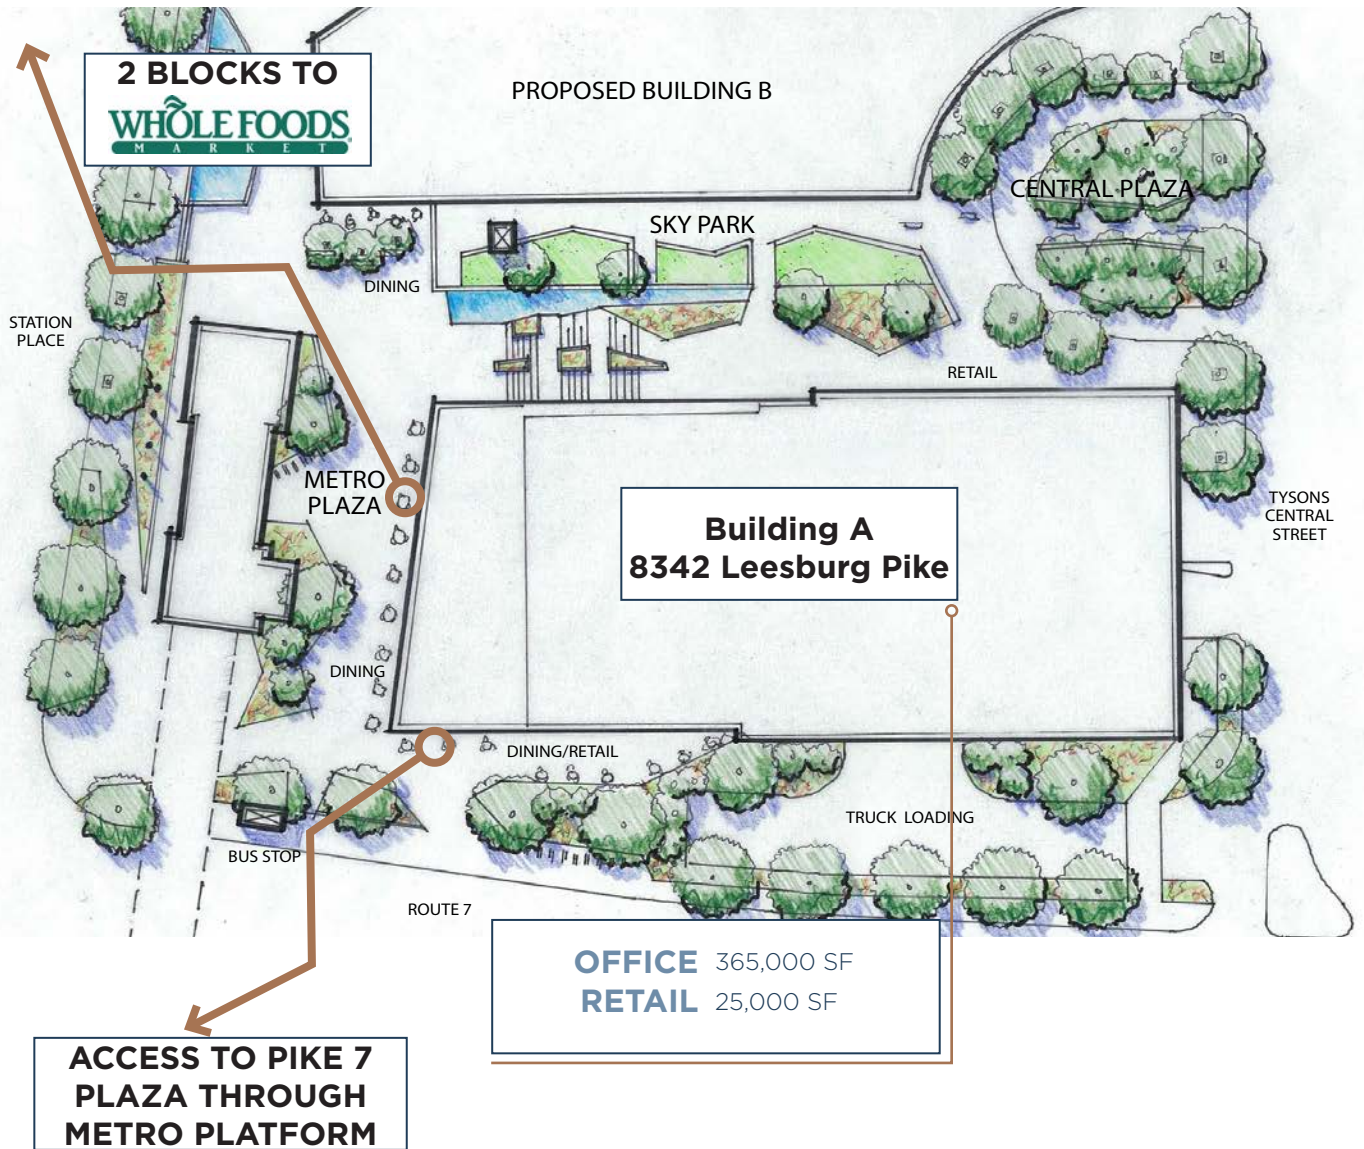 2 BLOCKS TO
WHOLE FOODS
MARKET
PROPOSED BUILDING B
CENTRAL PLAZA
SKY PARK
DINING
STATION
PLACE
RETAIL
METRO
PLAZA
TYSONS
CENTRAL
STREET
Building A
8342 Leesburg Pike
DINING
DINING/RETAIL
TRUCK LOADING
BUS STOP
ROUTE 7
OFFICE 365,000 SF
RETAIL 25,000 SF
ACCESS TO PIKE 7
PLAZA THROUGH
METRO PLATFORM